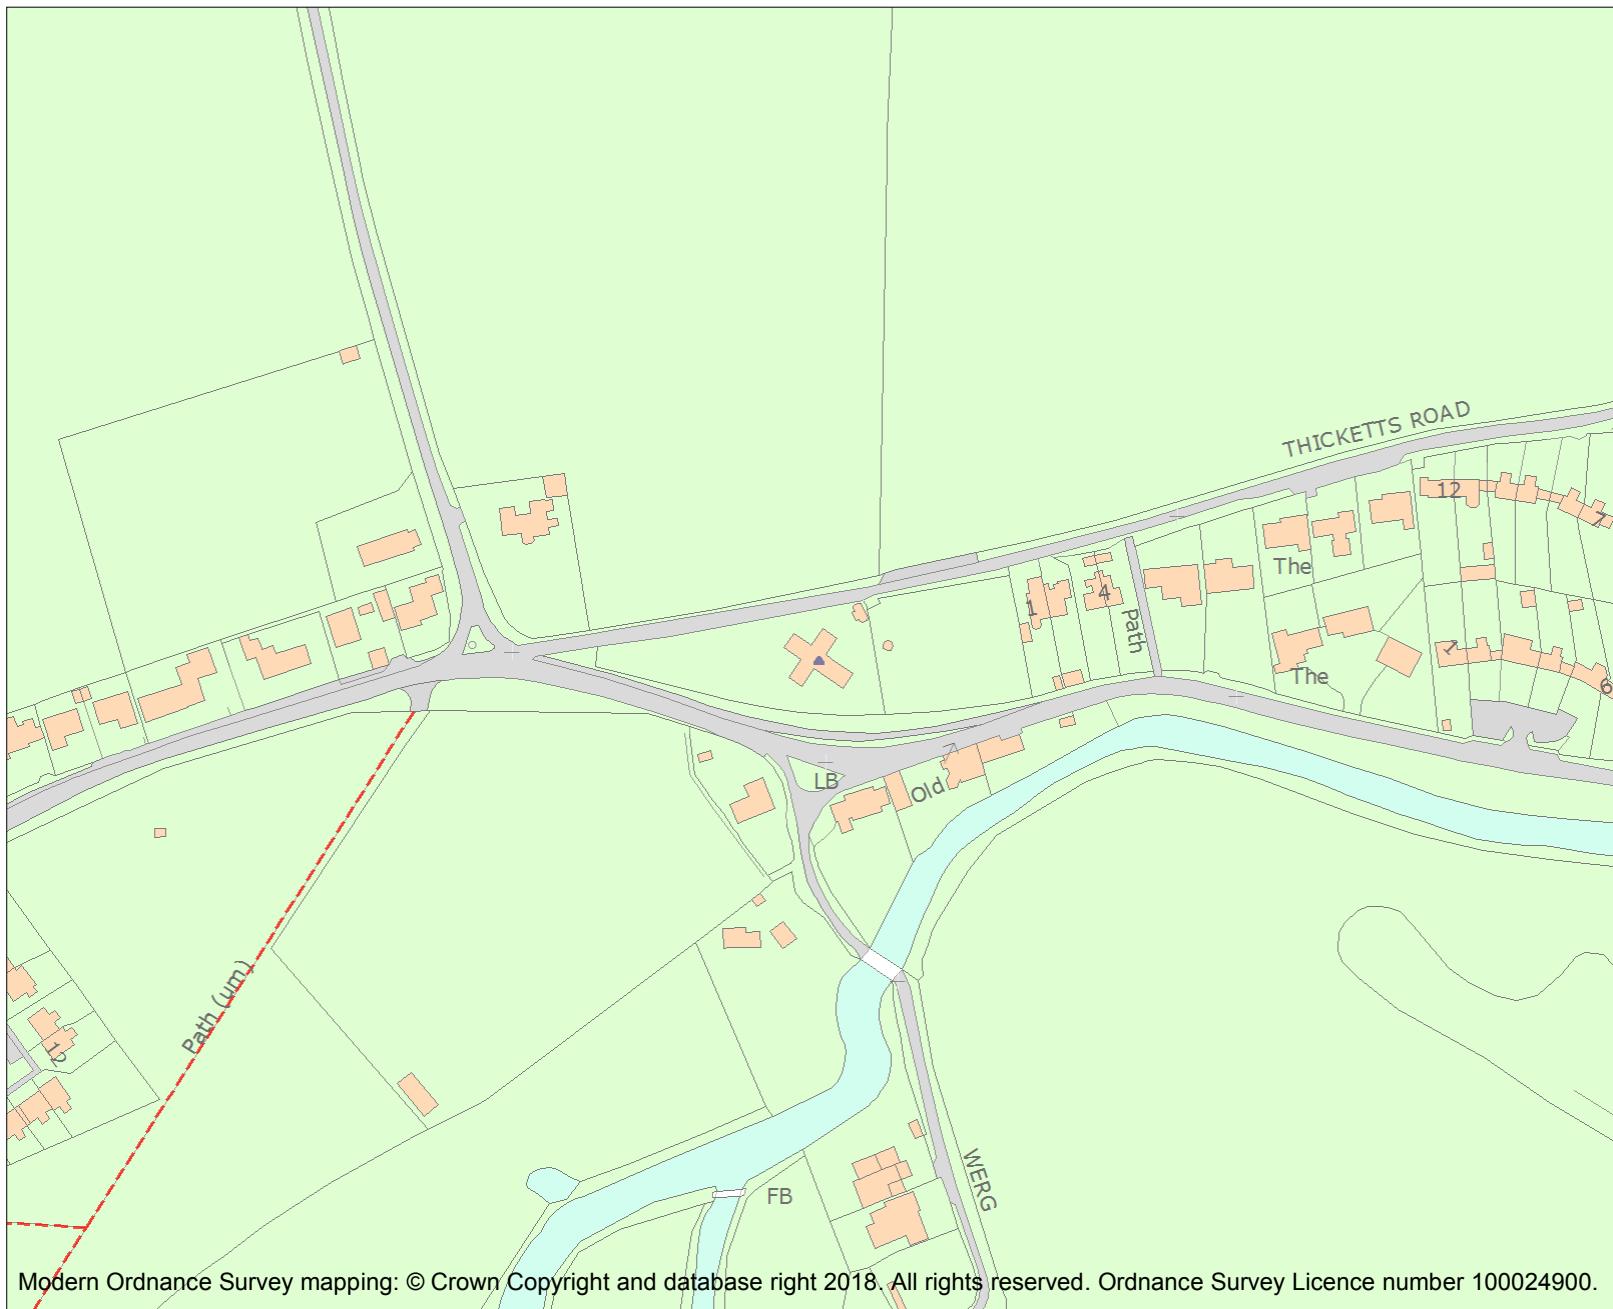 THICKETTS ROAD
12
7
The
1
4
Path
1
The
6
LB
Old
Path (um)
12
WERG
FB
Modern Ordnance Survey mapping: © Crown Copyright and database right 2018. All rights reserved. Ordnance Survey Licence number 100024900.